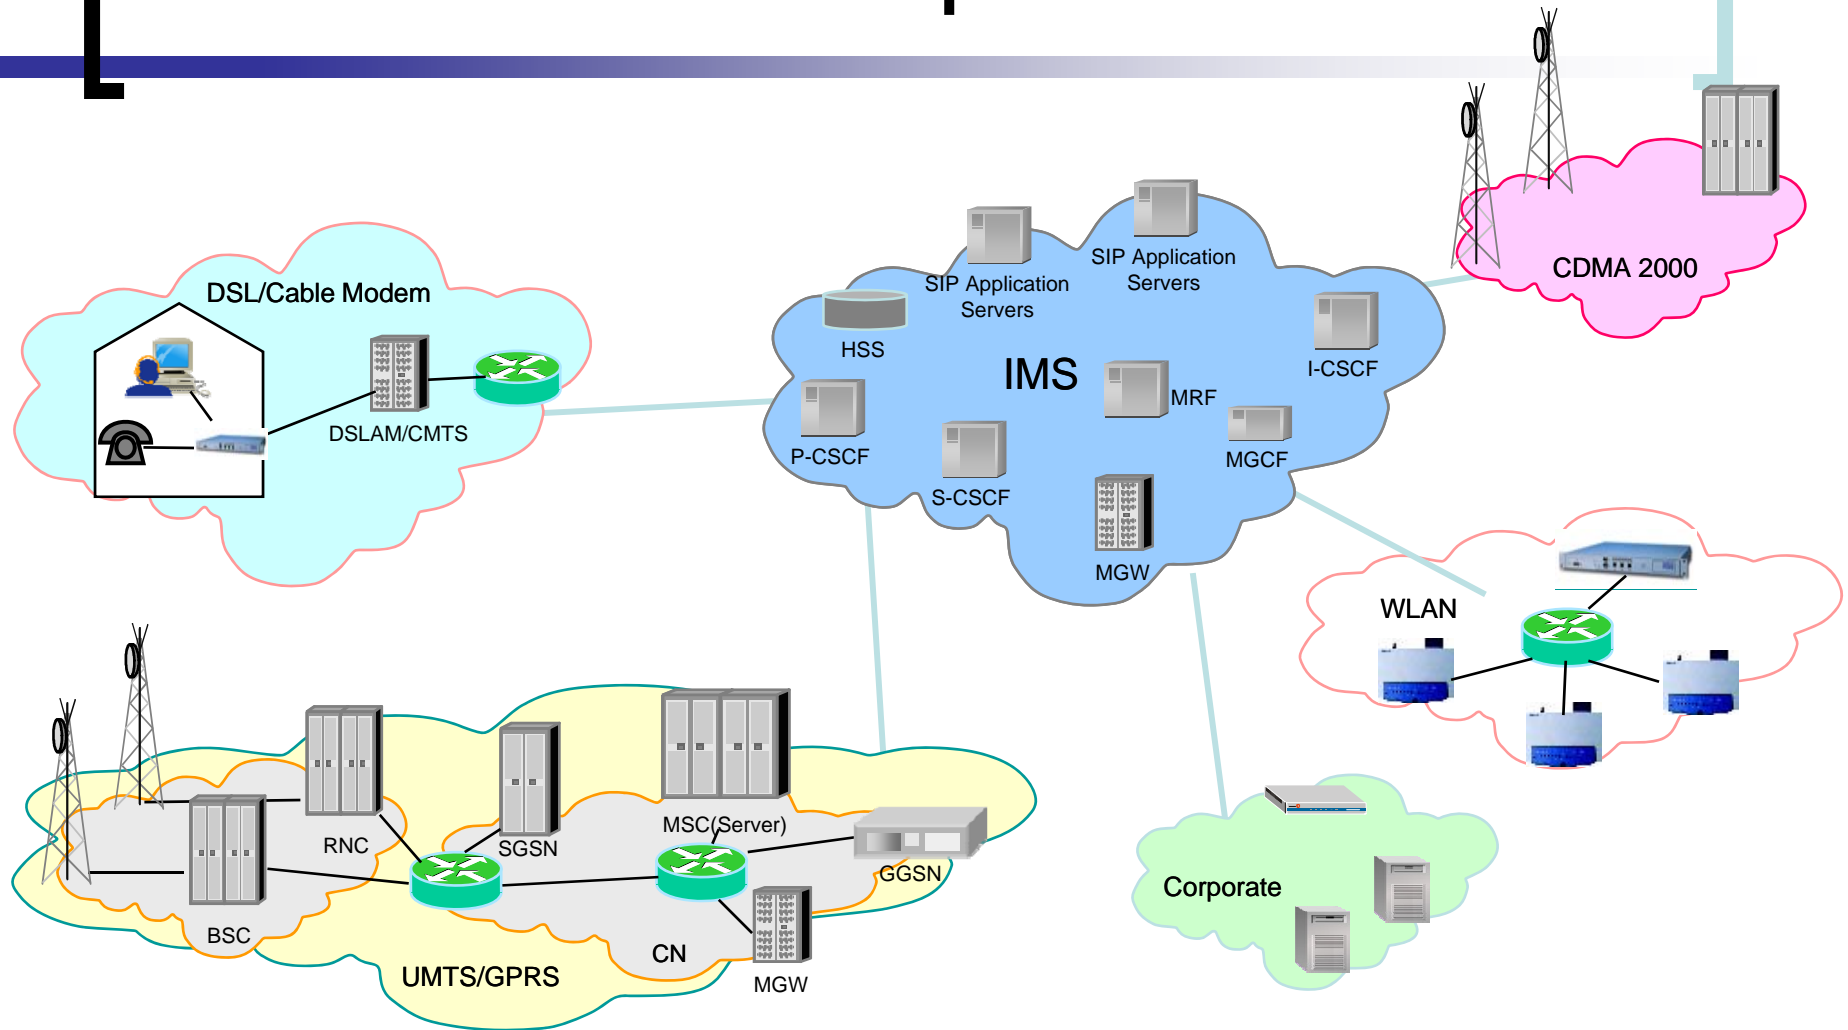 CDMA 2000
SIP Application
Servers
SIP Application
Servers
DSL/Cable Modem
HSS
IMS
I-CSCF
MRF
DSLAM/CMTS
P-CSCF
MGCF
S-CSCF
MGW
WLAN
MSC(Server)
RNC
SGSN
GGSN
Corporate
BSC
CN
UMTS/GPRS
MGW